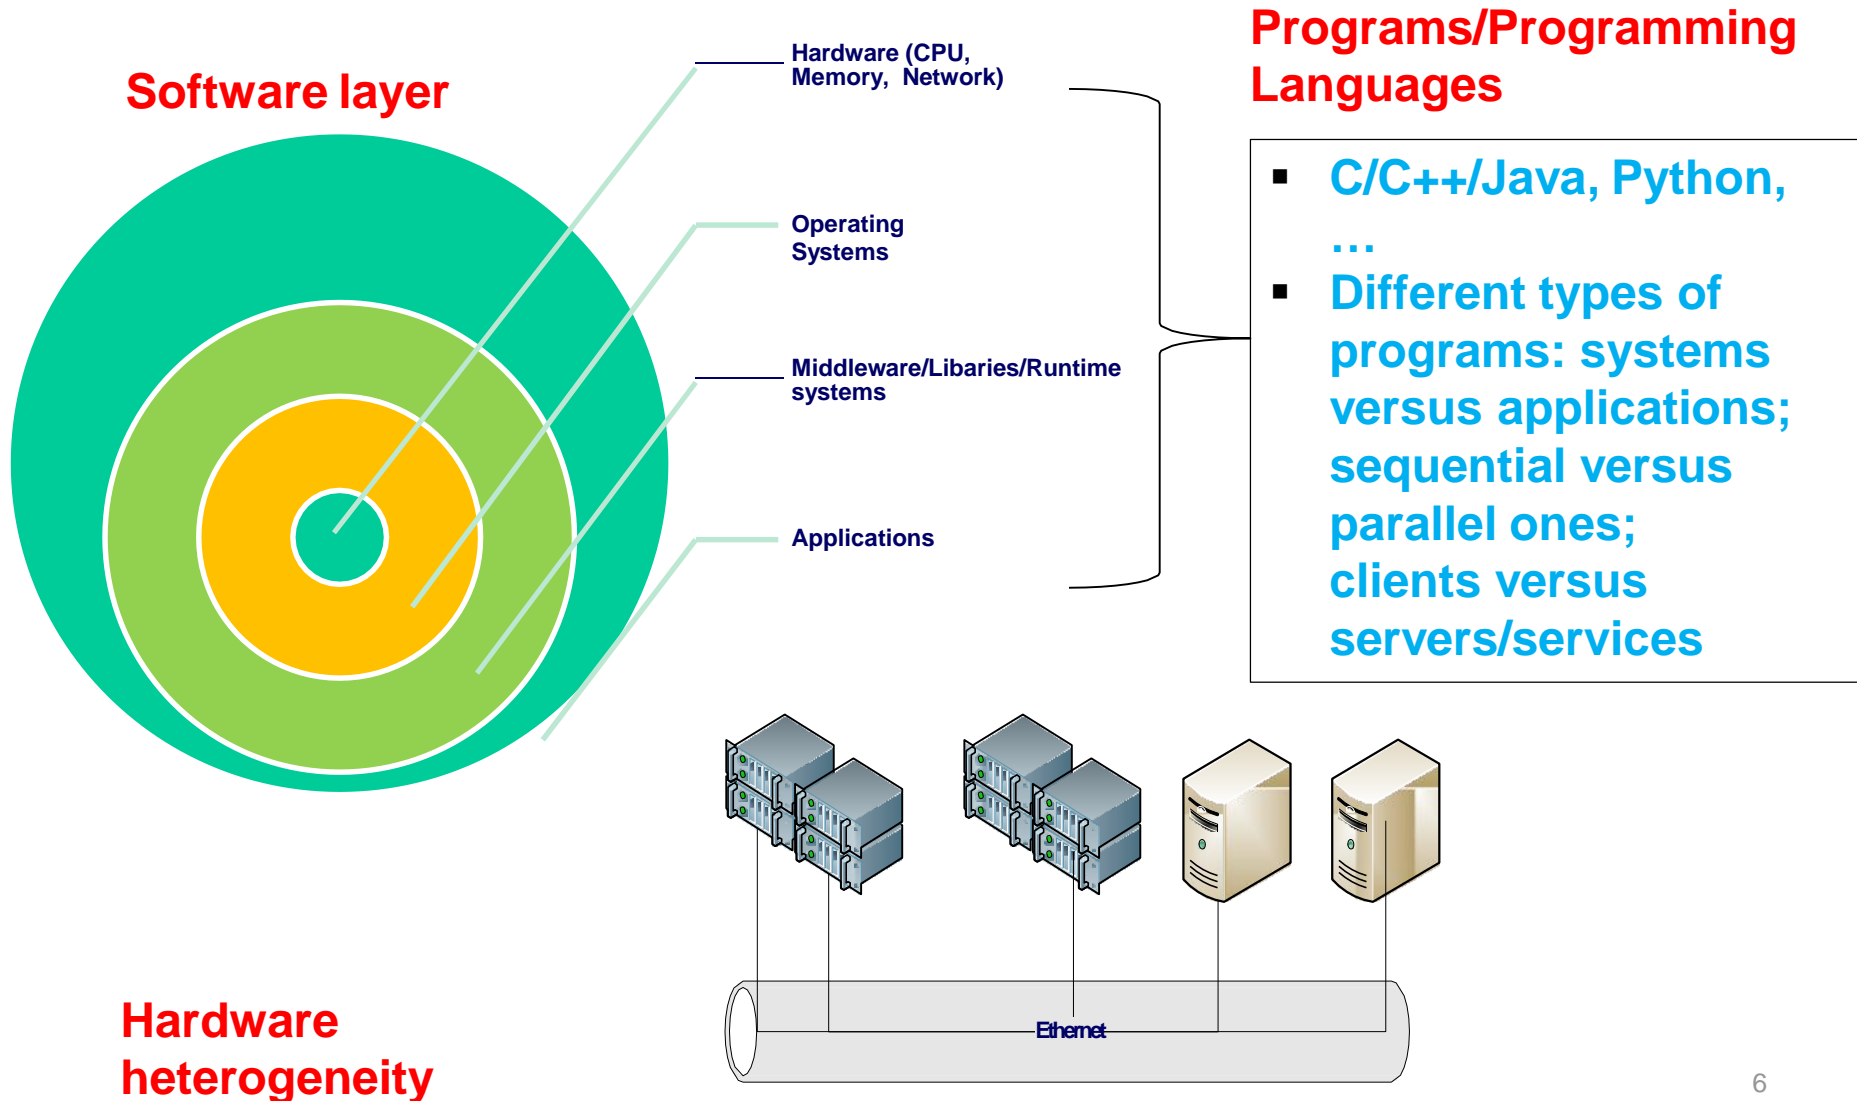 Software layer
Hardware (CPU,
Memory, Network)
Operating
Systems
Middleware/Libaries/Runtime
systems
Applications
Programs/Programming
Languages
▪ C/C++/Java, Python,
…
▪ Different types of
programs: systems
versus applications;
sequential versus
parallel ones;
clients versus
servers/services
Ethernet
Hardware
heterogeneity
6